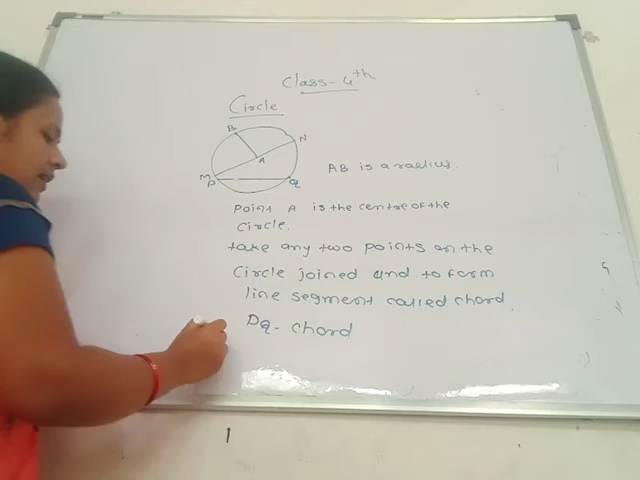 Class-4th
Circle
B
N
A
M
P
Q
AB is a radius.
Point A is the centre of the
Circle.
take any two points on the
Circle joined and to form
line segment called chord.
PQ- chord